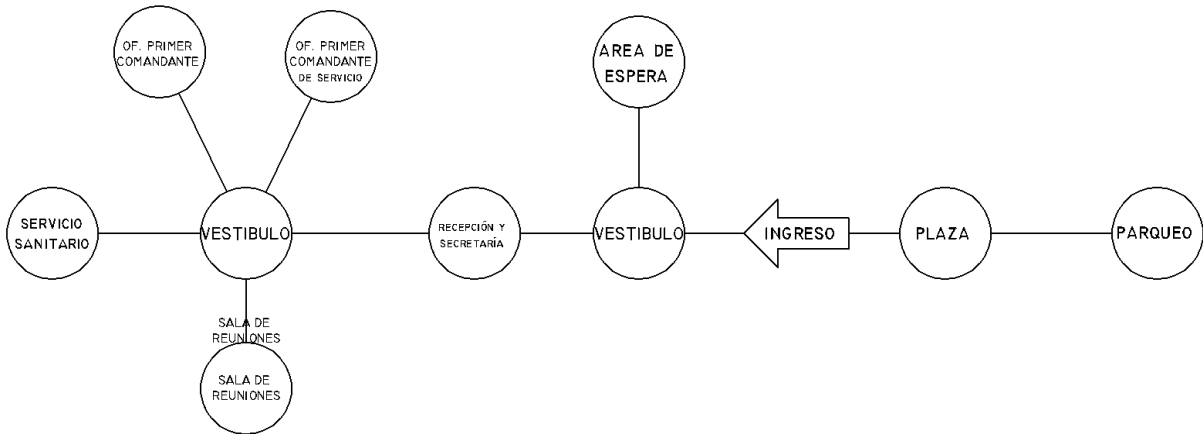 OF. PRIMER
COMANDANTE
OF. PRIMER
COMANDANTE
DE SERVICIO
AREA DE
ESPERA
SERVICIO
SANITARIO
VESTIBULO
RECEPCIÓN Y
SECRETARÍA
VESTIBULO
INGRESO
PLAZA
PARQUEO
SALA DE
REUNIONES
SALA DE
REUNIONES